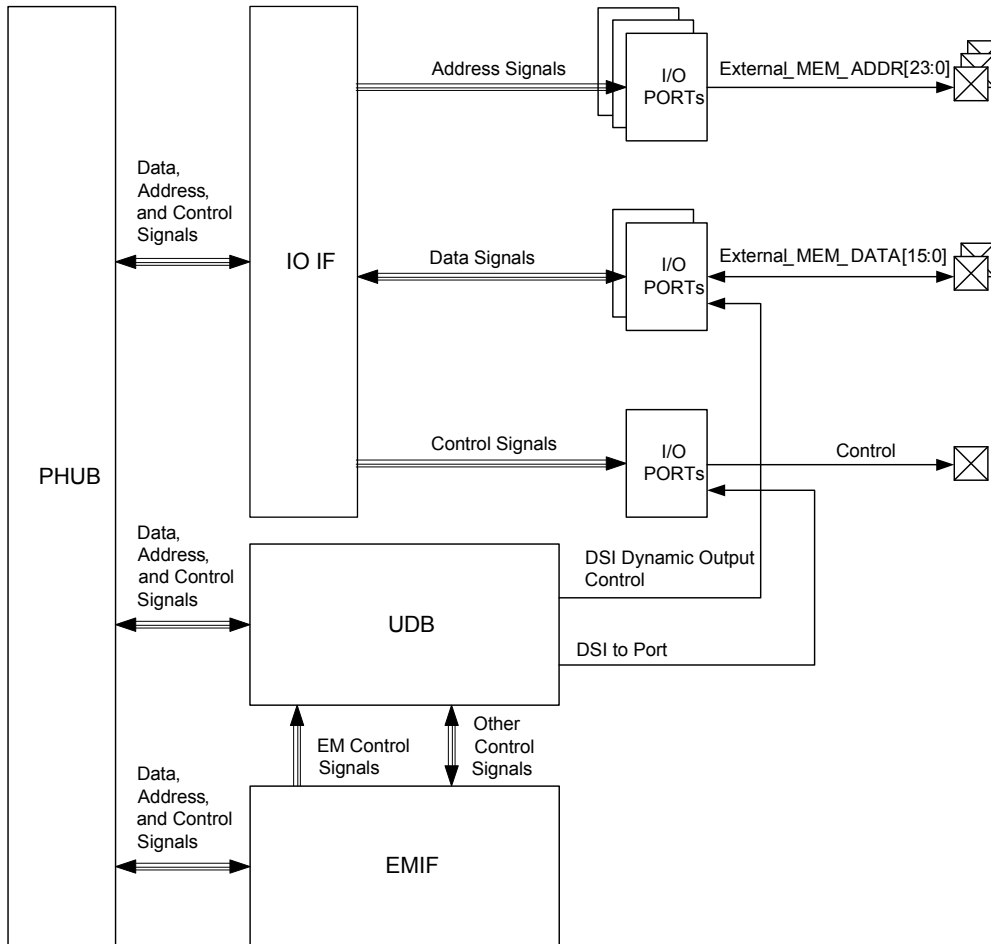 Address Signals
I/O
PORTs
External_MEM_ADDR[23:0]
Data,
Address,
and Control
Signals
IO IF
Data Signals
I/O
PORTs
External_MEM_DATA[15:0]
Control Signals
I/O
PORTs
Control
PHUB
Data,
Address,
and Control
Signals
DSI Dynamic Output
Control
UDB
DSI to Port
EM Control
Signals
Other
Control
Signals
Data,
Address,
and Control
Signals
EMIF